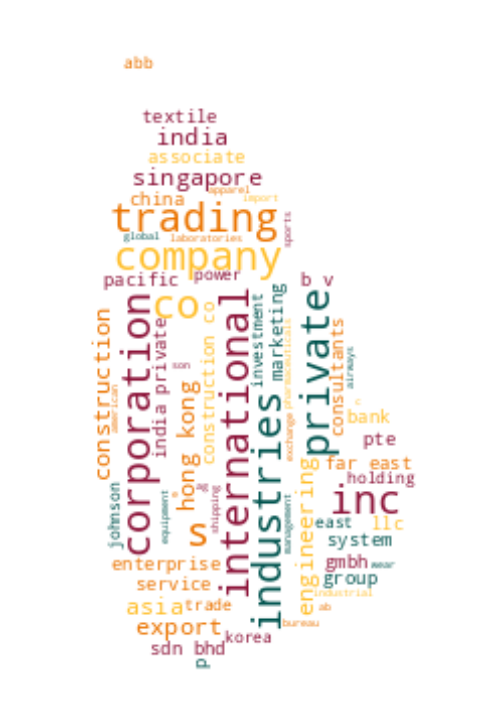 abb
textile
india
associate
singapore
apparel
china
import
trading
sports
global
laboratories
company
pacific
power
b v
co
corporation
international
private
industries
investment
marketing
construction
american
india private
construction co
son
hong kong
pharmaceuticals
exchange
consultants
airways
c
bank
pte
far east
holding
inc
engineering
management
johnson
equipment
shipping
s
east
llc
system
enterprise
gmbh
wear
service
group
industrial
asia
trade
ab
export
bureau
korea
sdn bhd
p